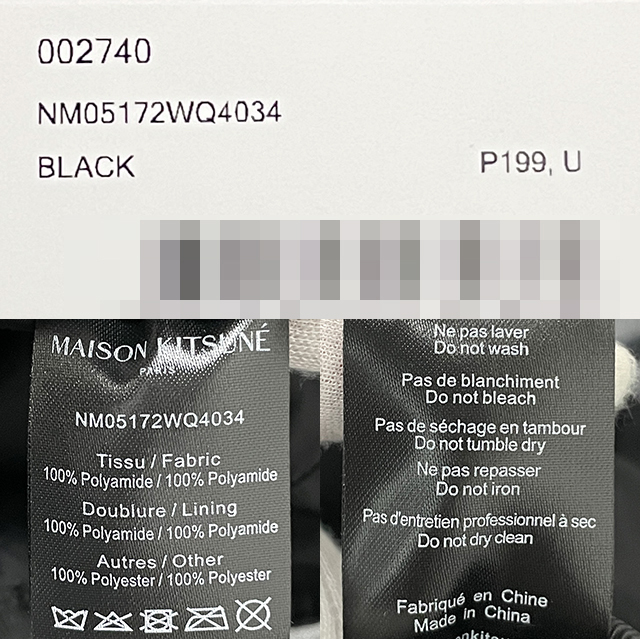 002740
NM05172WQ4034
BLACK
P199, U
MAISON KITSUNÉ
PARIS
NM05172WQ4034
Tissu / Fabric
100% Polyamide / 100% Polyamide
Doublure / Lining
100% Polyamide / 100% Polyamide
Autres / Other
100% Polyester / 100% Polyester
Ne pas laver
Do not wash
Pas de blanchiment
Do not bleach
Pas de séchage en tambour
Do not tumble dry
Ne pas repasser
Do not iron
Pas d'entretien professionnel à sec
Do not dry clean
Fabriqué en Chine
Made in China